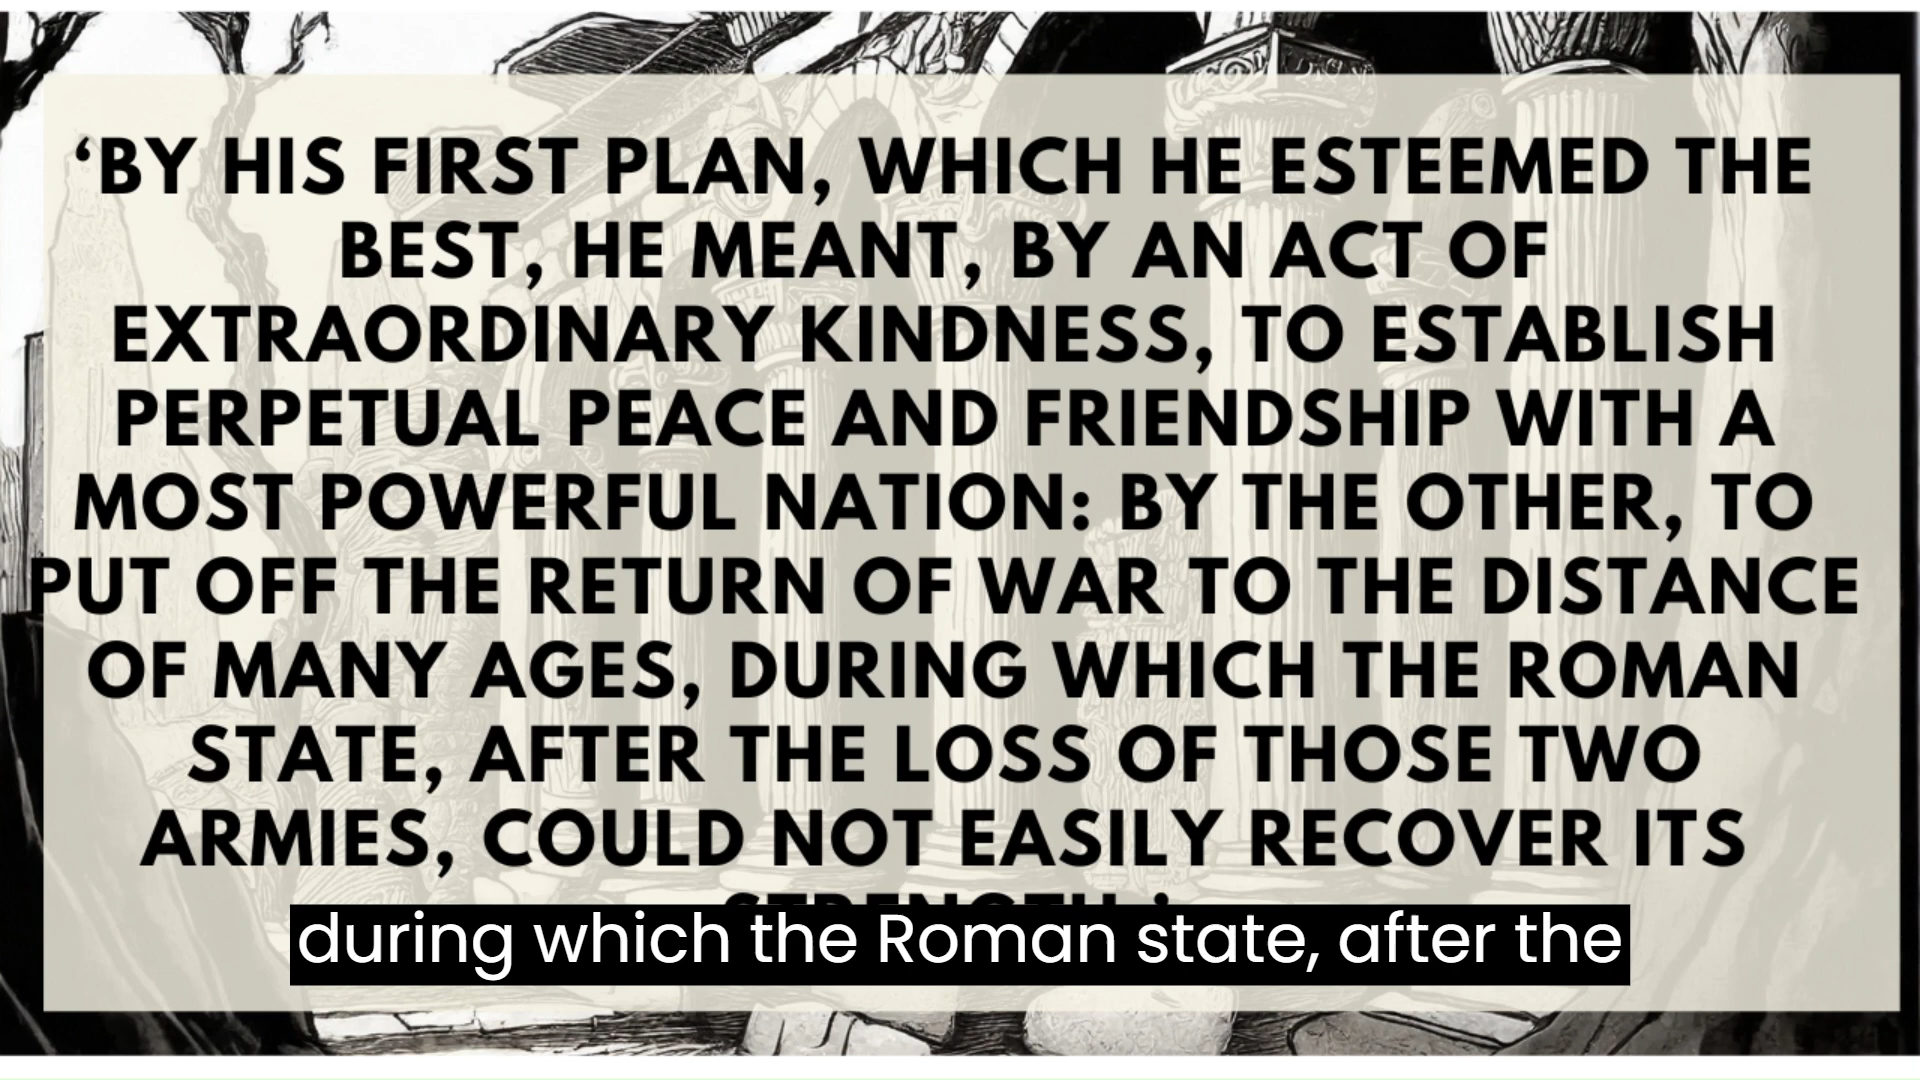 ‘BY HIS FIRST PLAN, WHICH HE ESTEEMED THE
BEST, HE MEANT, BY AN ACT OF
EXTRAORDINARY KINDNESS, TO ESTABLISH
PERPETUAL PEACE AND FRIENDSHIP WITH A
MOST POWERFUL NATION: BY THE OTHER, TO
PUT OFF THE RETURN OF WAR TO THE DISTANCE
OF MANY AGES, DURING WHICH THE ROMAN
STATE, AFTER THE LOSS OF THOSE TWO
ARMIES, COULD NOT EASILY RECOVER ITS
during which the Roman state, after the